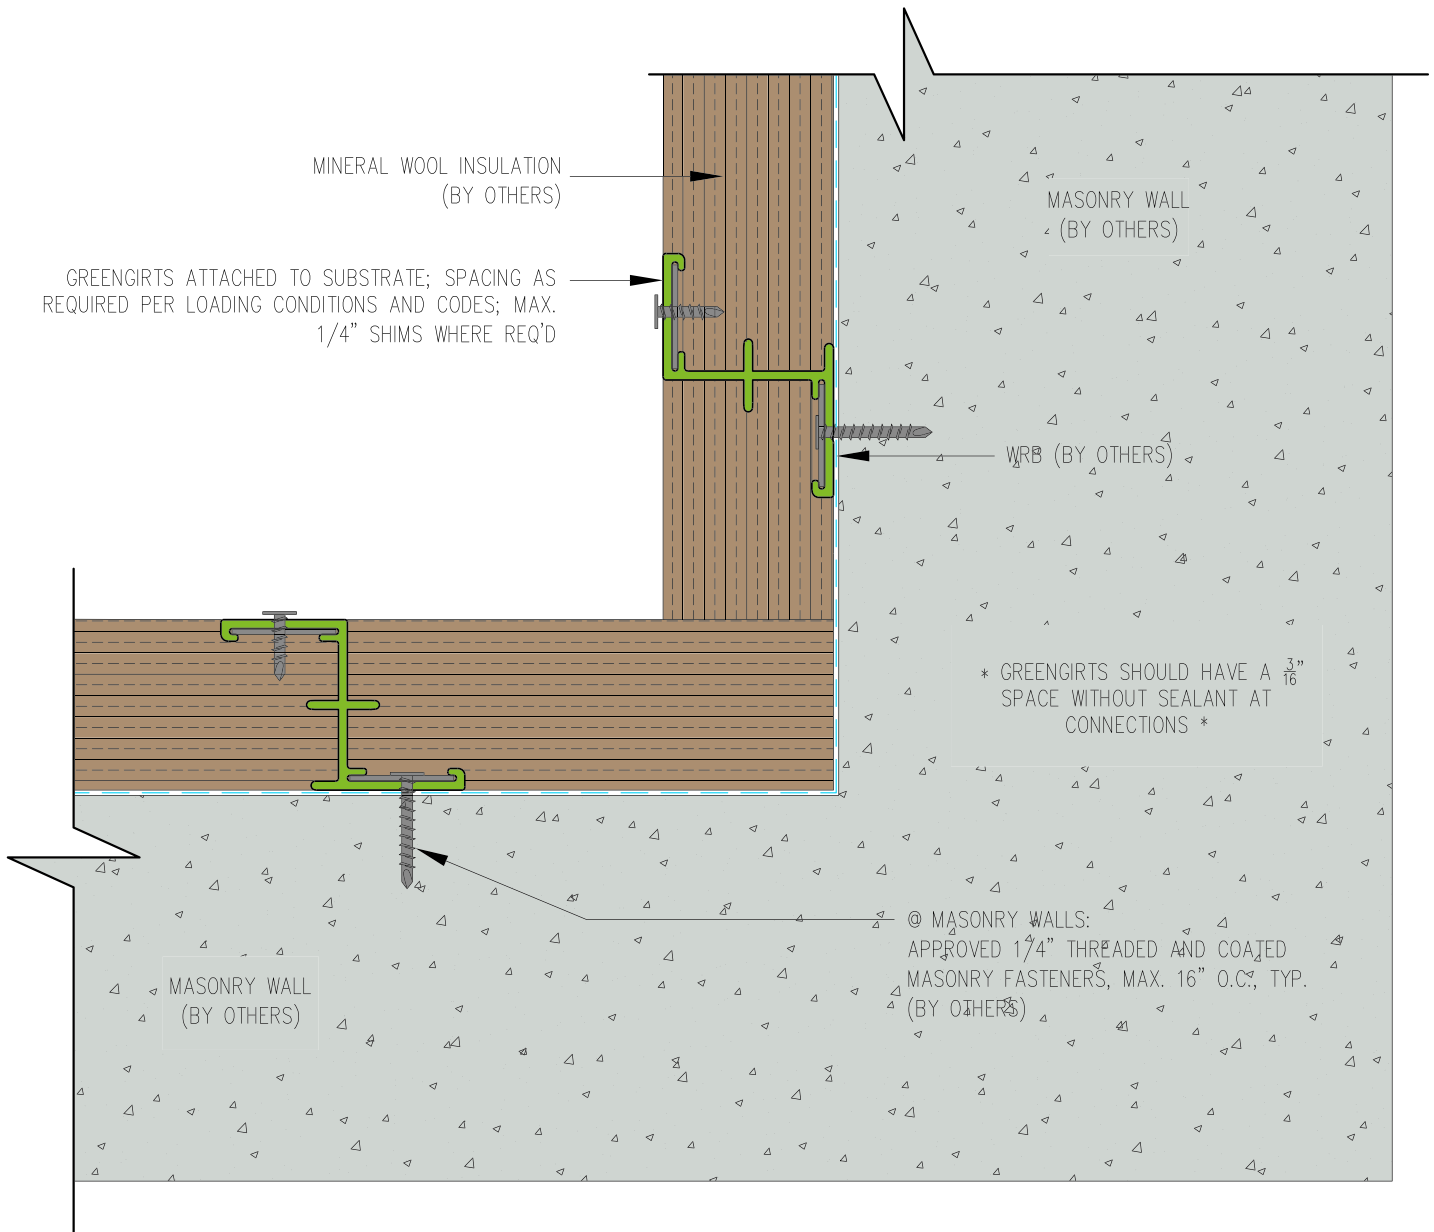 MINERAL WOOL INSULATION
(BY OTHERS)
MASONRY WALL
(BY OTHERS)
GREENGIRTS ATTACHED TO SUBSTRATE; SPACING AS
REQUIRED PER LOADING CONDITIONS AND CODES; MAX.
1/4" SHIMS WHERE REQ'D
WRB (BY OTHERS)
* GREENGIRTS SHOULD HAVE A 3/16"
SPACE WITHOUT SEALANT AT
CONNECTIONS *
@ MASONRY WALLS:
APPROVED 1/4" THREADED AND COATED
MASONRY FASTENERS, MAX. 16" O.C., TYP.
(BY OTHERS)
MASONRY WALL
(BY OTHERS)